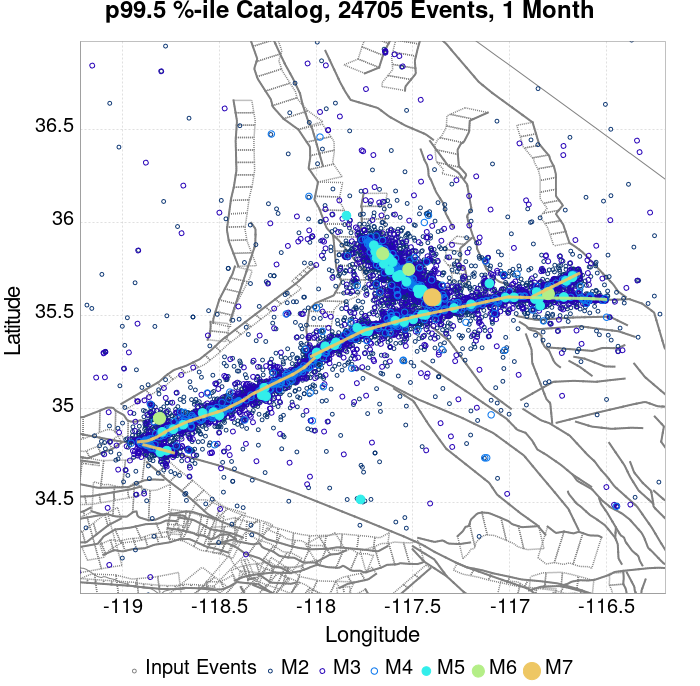 p99.5 %-ile Catalog, 24705 Events, 1 Month
36.5
36
35.5
35
34.5
Latitude
-119 -118.5 -118 -117.5 -117 -116.5
Longitude
Input Events M2 M3 M4 M5 M6 M7